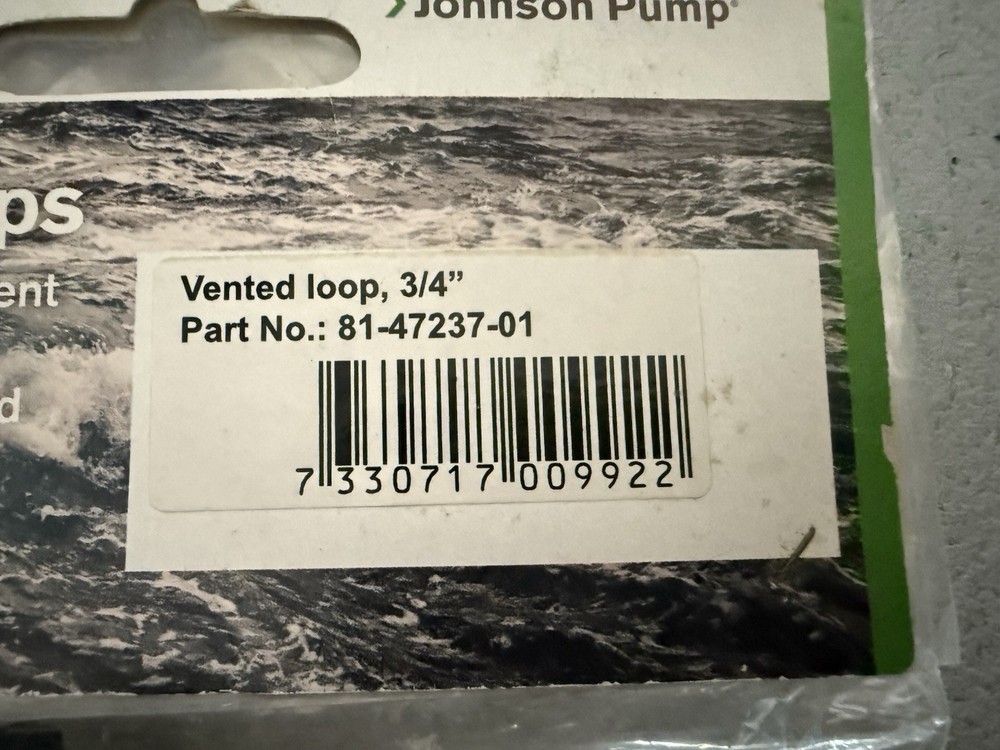 Johnson Pump®
ps
ent
d
Vented loop, 3/4”
Part No.: 81-47237-01
7 330717 009922